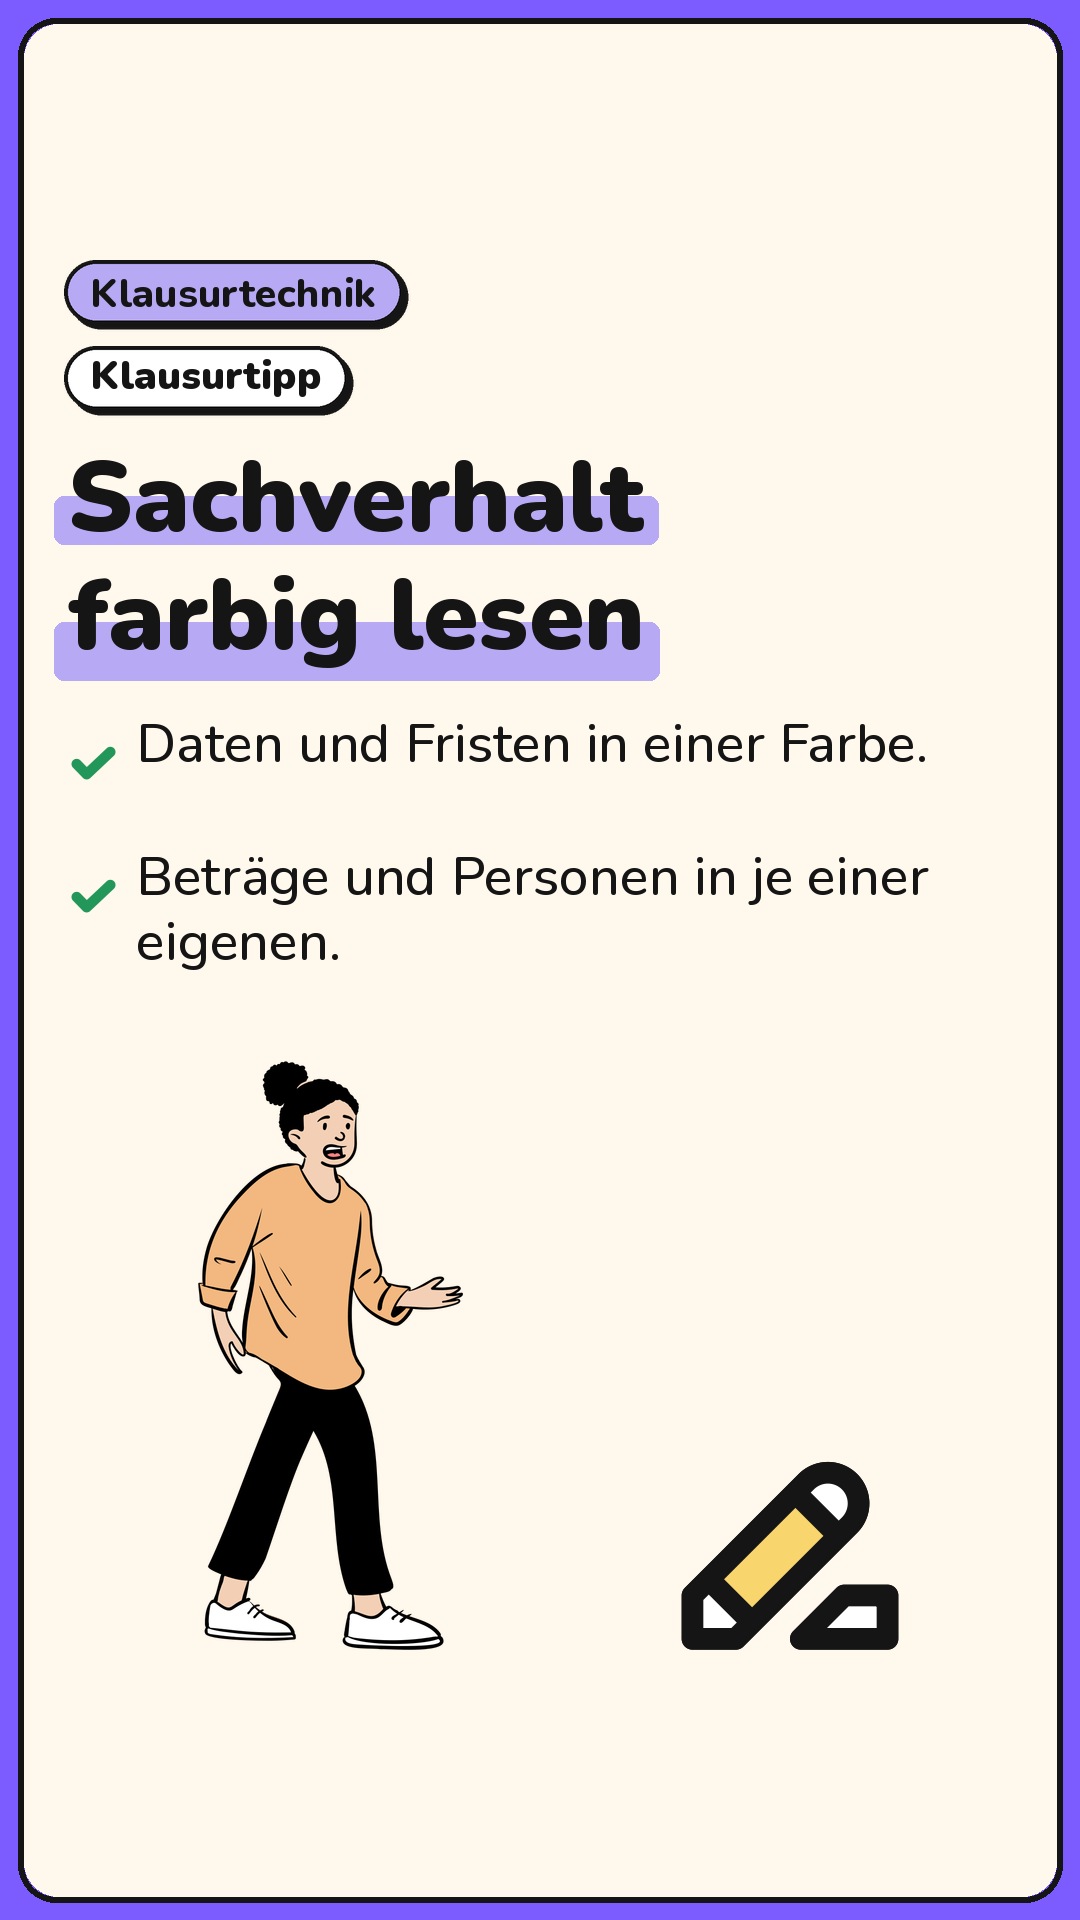 Klausurtechnik
Klausurtipp
Sachverhalt
farbig lesen
Daten und Fristen in einer Farbe.
Beträge und Personen in je einer
eigenen.